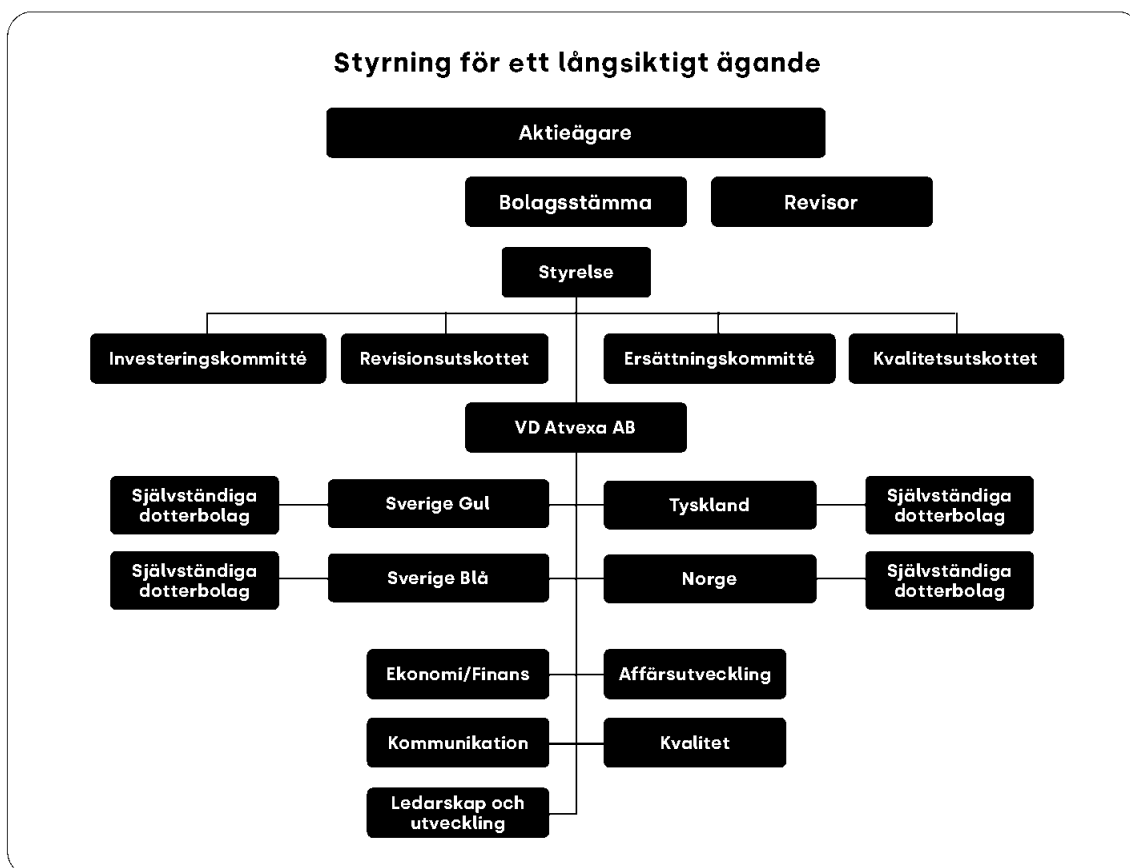 Styrning för ett långsiktigt ägande
Aktieägare
Bolagsstämma
Revisor
Styrelse
Investeringskommitté
Revisionsutskottet
Ersättningskommitté
Kvalitetsutskottet
VD Atvexa AB
Självständiga
dotterbolag
Sverige Gul
Tyskland
Självständiga
dotterbolag
Självständiga
dotterbolag
Sverige Blå
Norge
Självständiga
dotterbolag
Ekonomi/Finans
Affärsutveckling
Kommunikation
Kvalitet
Ledarskap och
utveckling